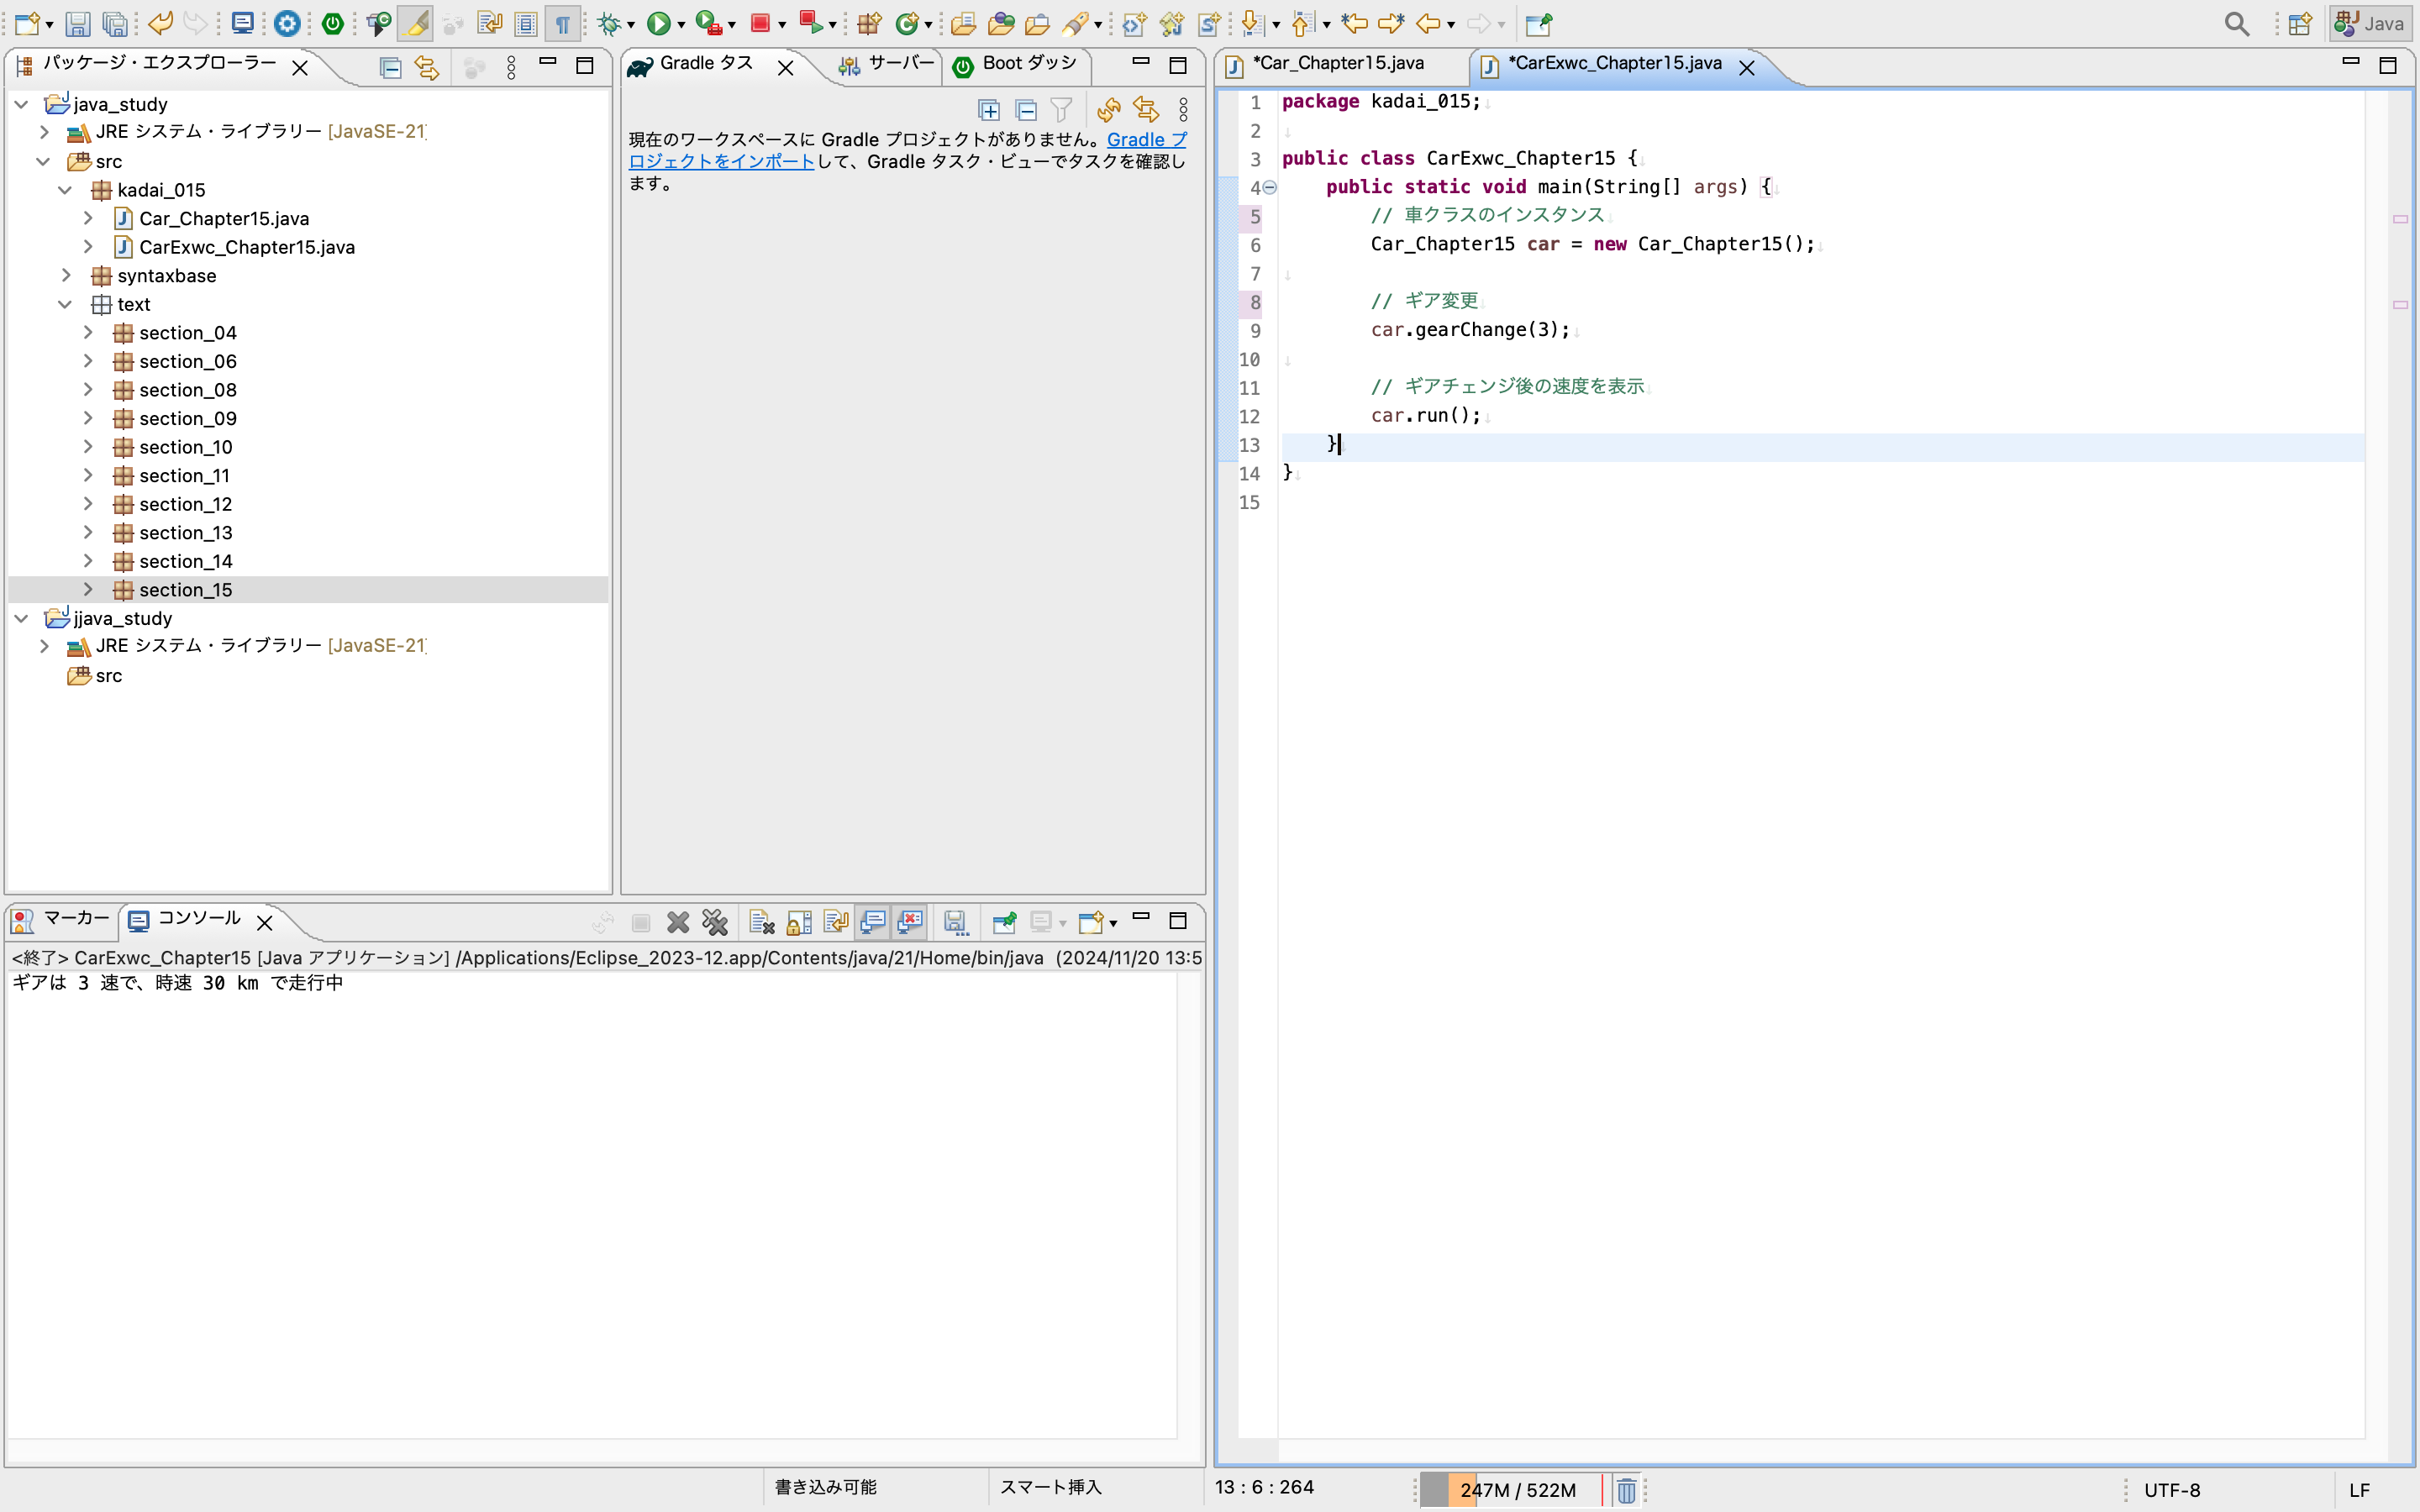 Java
パッケージ・エクスプローラー
java_study
JRE システム・ライブラリー [JavaSE-21]
src
kadai_015
Car_Chapter15.java
CarExwc_Chapter15.java
syntaxbase
text
section_04
section_06
section_08
section_09
section_10
section_11
section_12
section_13
section_14
section_15
jjava_study
JRE システム・ライブラリー [JavaSE-21]
src
Gradle タス
サーバー
Boot ダッシ
現在のワークスペースに Gradle プロジェクトがありません。Gradle プ
ロジェクトをインポートして、Gradle タスク・ビューでタスクを確認し
ます。
*Car_Chapter15.java
*CarExwc_Chapter15.java
1 package kadai_015;
2
3 public class CarExwc_Chapter15 {
4 public static void main(String[] args) {
5 // 車クラスのインスタンス
6 Car_Chapter15 car = new Car_Chapter15();
7
8 // ギア変更
9 car.gearChange(3);
10
11 // ギアチェンジ後の速度を表示
12 car.run();
13 }
14 }
15
マーカー
コンソール
<終了> CarExwc_Chapter15 [Java アプリケーション] /Applications/Eclipse_2023-12.app/Contents/java/21/Home/bin/java (2024/11/20 13:5
ギアは 3 速で、時速 30 km で走行中
書き込み可能
スマート挿入
13 : 6 : 264
247M / 522M
UTF-8
LF